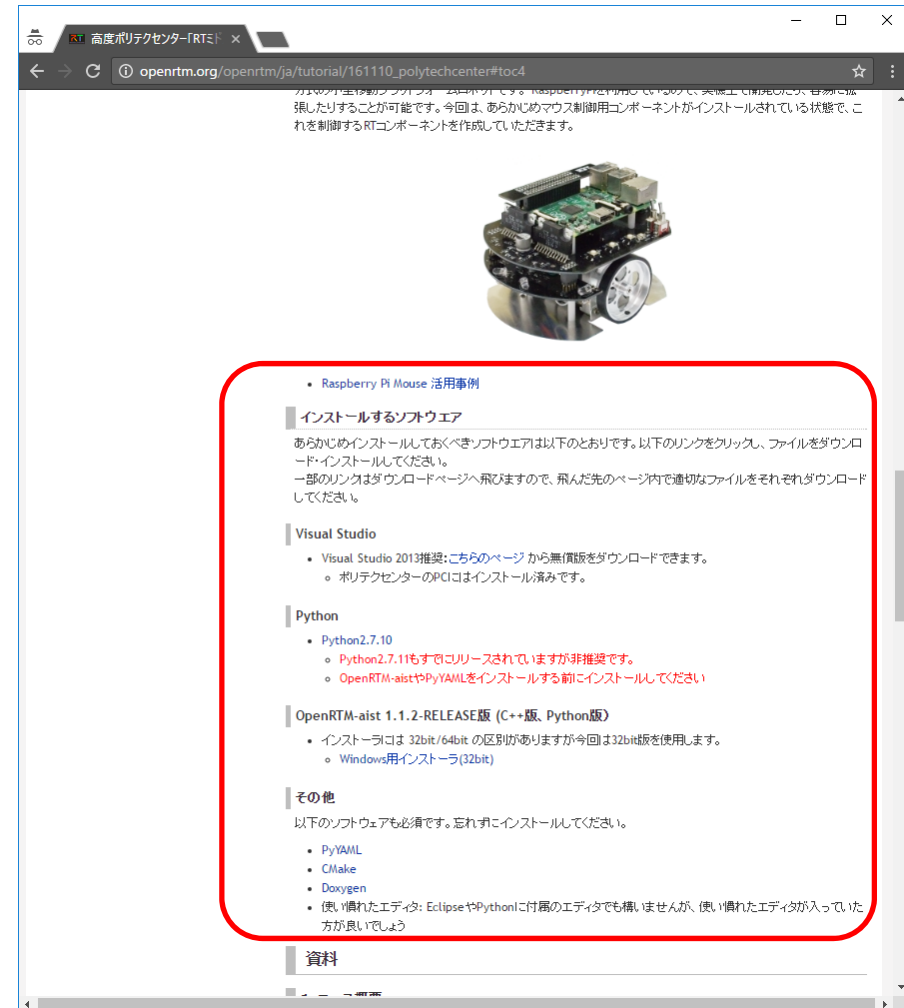 高度ポリテクセンター「RTミド
openrtm.org/openrtm/ja/tutorial/161110_polytechcenter#toc4
張したりすることが可能です。今回は、あらかじめマウス制御用コンポーネントがインストールされている状態で、こ
れを制御するRTコンポーネントを作成していただきます。
Raspberry Pi Mouse 活用事例
インストールするソフトウエア
あらかじめインストールしておくべきソフトウエアは以下のとおりです。以下のリンクをクリックし、ファイルをダウンロ
ード・インストールしてください。
一部のリンクはダウンロードページへ飛びますので、飛んだ先のページ内で適切なファイルをそれぞれダウンロード
してください。
Visual Studio
Visual Studio 2013推奨:こちらのページ から無償版をダウンロードできます。
ポリテクセンターのPCにはインストール済みです。
Python
Python2.7.10
Python2.7.11もすでにリリースされていますが非推奨です。
OpenRTM-aistやPyYAMLをインストールする前にインストールしてください
OpenRTM-aist 1.1.2-RELEASE版 (C++版、Python版)
インストーラには 32bit/64bit の区別がありますが今回は32bit版を使用します。
Windows用インストーラ(32bit)
その他
以下のソフトウェアも必須です。忘れずにインストールしてください。
PyYAML
CMake
Doxygen
使い慣れたエディタ: EclipseやPythonに付属のエディタでも構いませんが、使い慣れたエディタが入っていた
方が良いでしょう
資料